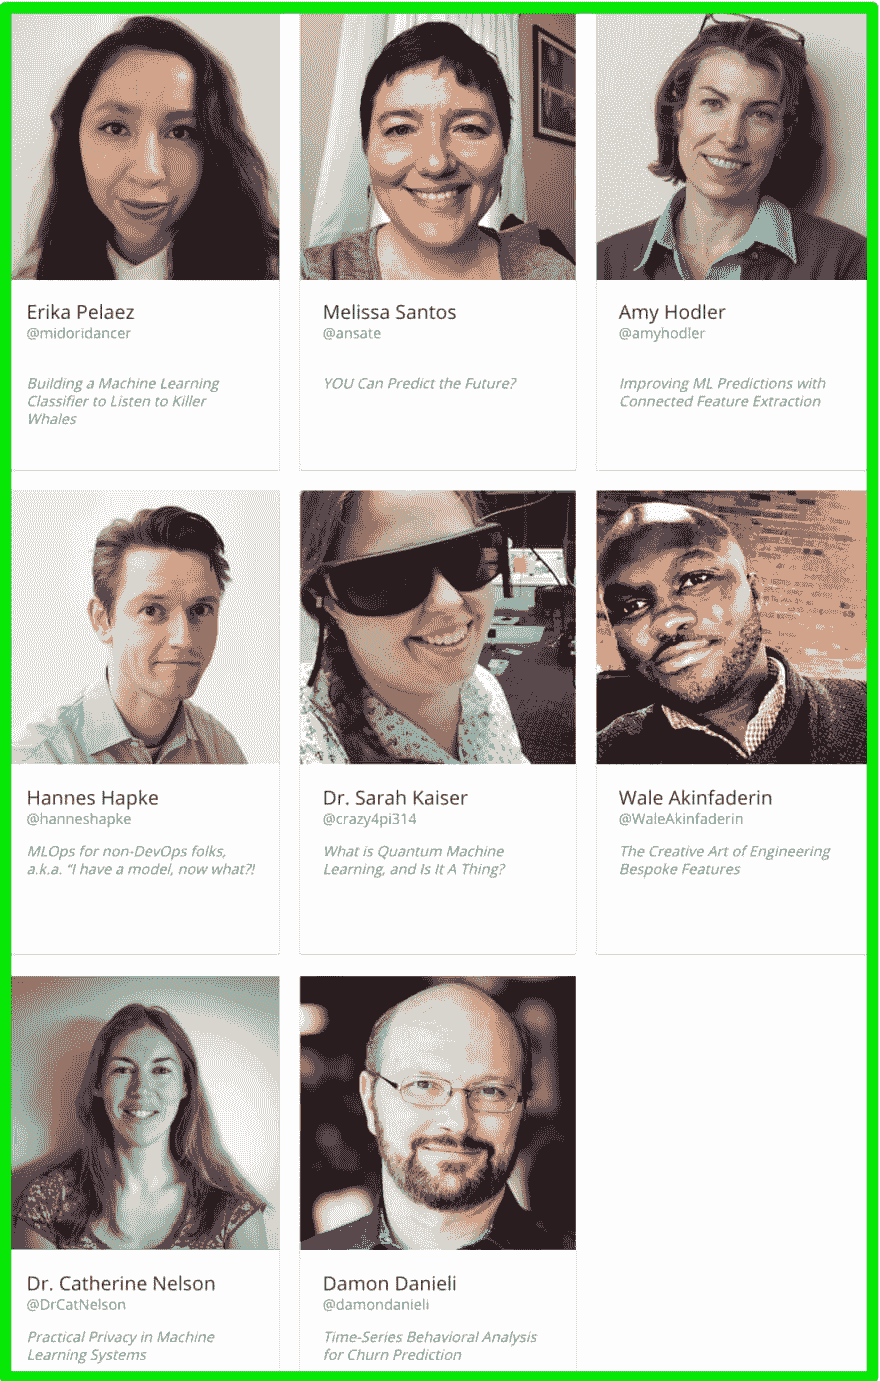 Erika Pelaez
@midoridancer
Building a Machine Learning
Classifier to Listen to Killer
Whales
Melissa Santos
@ansate
YOU Can Predict the Future?
Amy Hodler
@amyhodler
Improving ML Predictions with
Connected Feature Extraction
Hannes Hapke
@hanneshapke
MLOps for non-DevOps folks,
a.k.a. “I have a model, now what?!
Dr. Sarah Kaiser
@crazy4pi314
What is Quantum Machine
Learning, and Is It A Thing?
Wale Akinfaderin
@WaleAkinfaderin
The Creative Art of Engineering
Bespoke Features
Dr. Catherine Nelson
@DrCatNelson
Practical Privacy in Machine
Learning Systems
Damon Danieli
@damondanieli
Time-Series Behavioral Analysis
for Churn Prediction